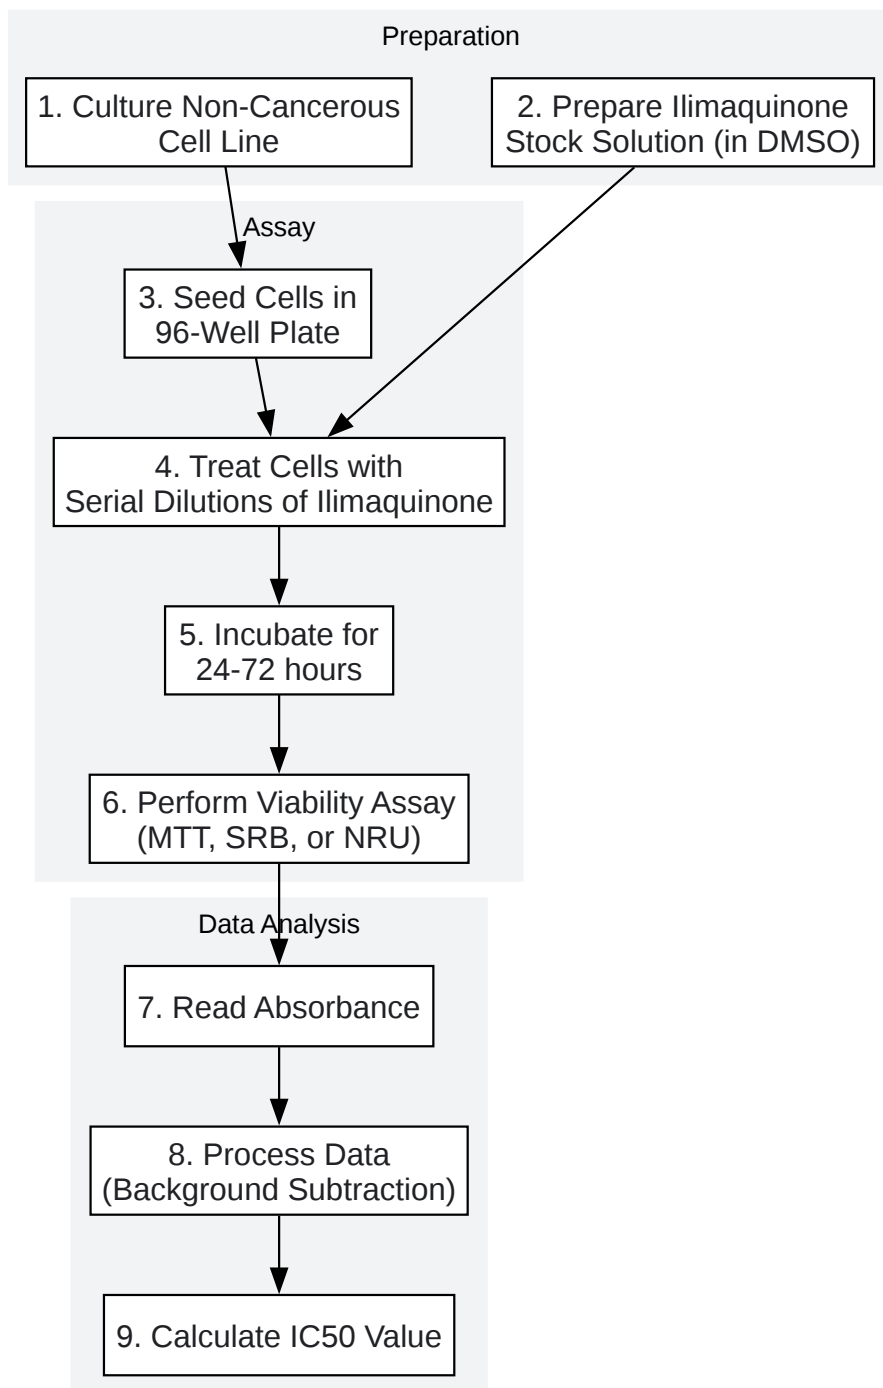 Preparation
1. Culture Non-Cancerous
Cell Line
2. Prepare Ilimaquinone
Stock Solution (in DMSO)
Assay
3. Seed Cells in
96-Well Plate
4. Treat Cells with
Serial Dilutions of Ilimaquinone
5. Incubate for
24-72 hours
6. Perform Viability Assay
(MTT, SRB, or NRU)
Data Analysis
7. Read Absorbance
8. Process Data
(Background Subtraction)
9. Calculate IC50 Value